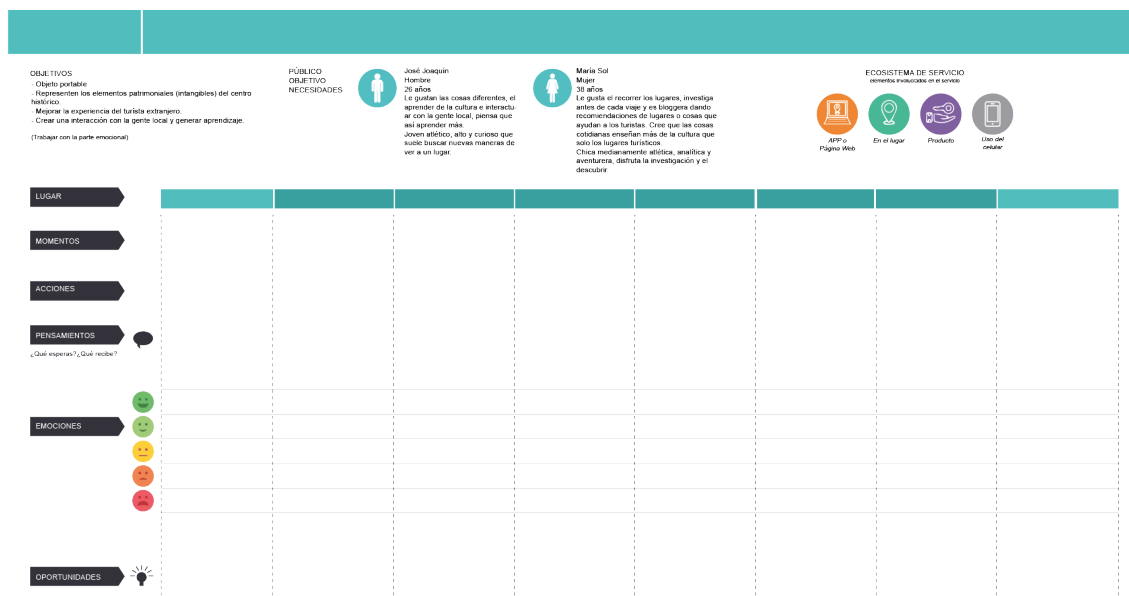 OBJETIVOS
- Objeto portable
- Representen los elementos patrimoniales (intangibles) del centro
histórico.
- Mejorar la experiencia del turista extranjero.
- Crear una interacción con la gente local y generar aprendizaje.
(Trabajar con la parte emocional)
PÚBLICO
OBJETIVO
NECESIDADES
José Joaquin
Hombre
26 años
Le gustan las cosas diferentes, el
aprender de la cultura e interactu-
ar con la gente local, piensa que
asi aprender más.
Joven atlético, alto y curioso que
suele buscar nuevas maneras de
ver a un lugar.
Maria Sol
Mujer
38 años
Le gusta el recorrer los lugares, investiga
antes de cada viaje y es bloggera dando
recomendaciones de lugares o cosas que
ayudan a los turistas. Cree que las cosas
cotidianas enseñan más de la cultura que
solo los lugares turísticos.
Chica medianamente atlética, analítica y
aventurera, disfruta la investigación y el
descubrir.
ECOSISTEMA DE SERVICIO
elementos involucrados en el servicio
APP o
Página Web
En el lugar
Producto
Uso del
celular
LUGAR
MOMENTOS
ACCIONES
PENSAMIENTOS
¿Qué esperas?¿Qué recibe?
EMOCIONES
OPORTUNIDADES